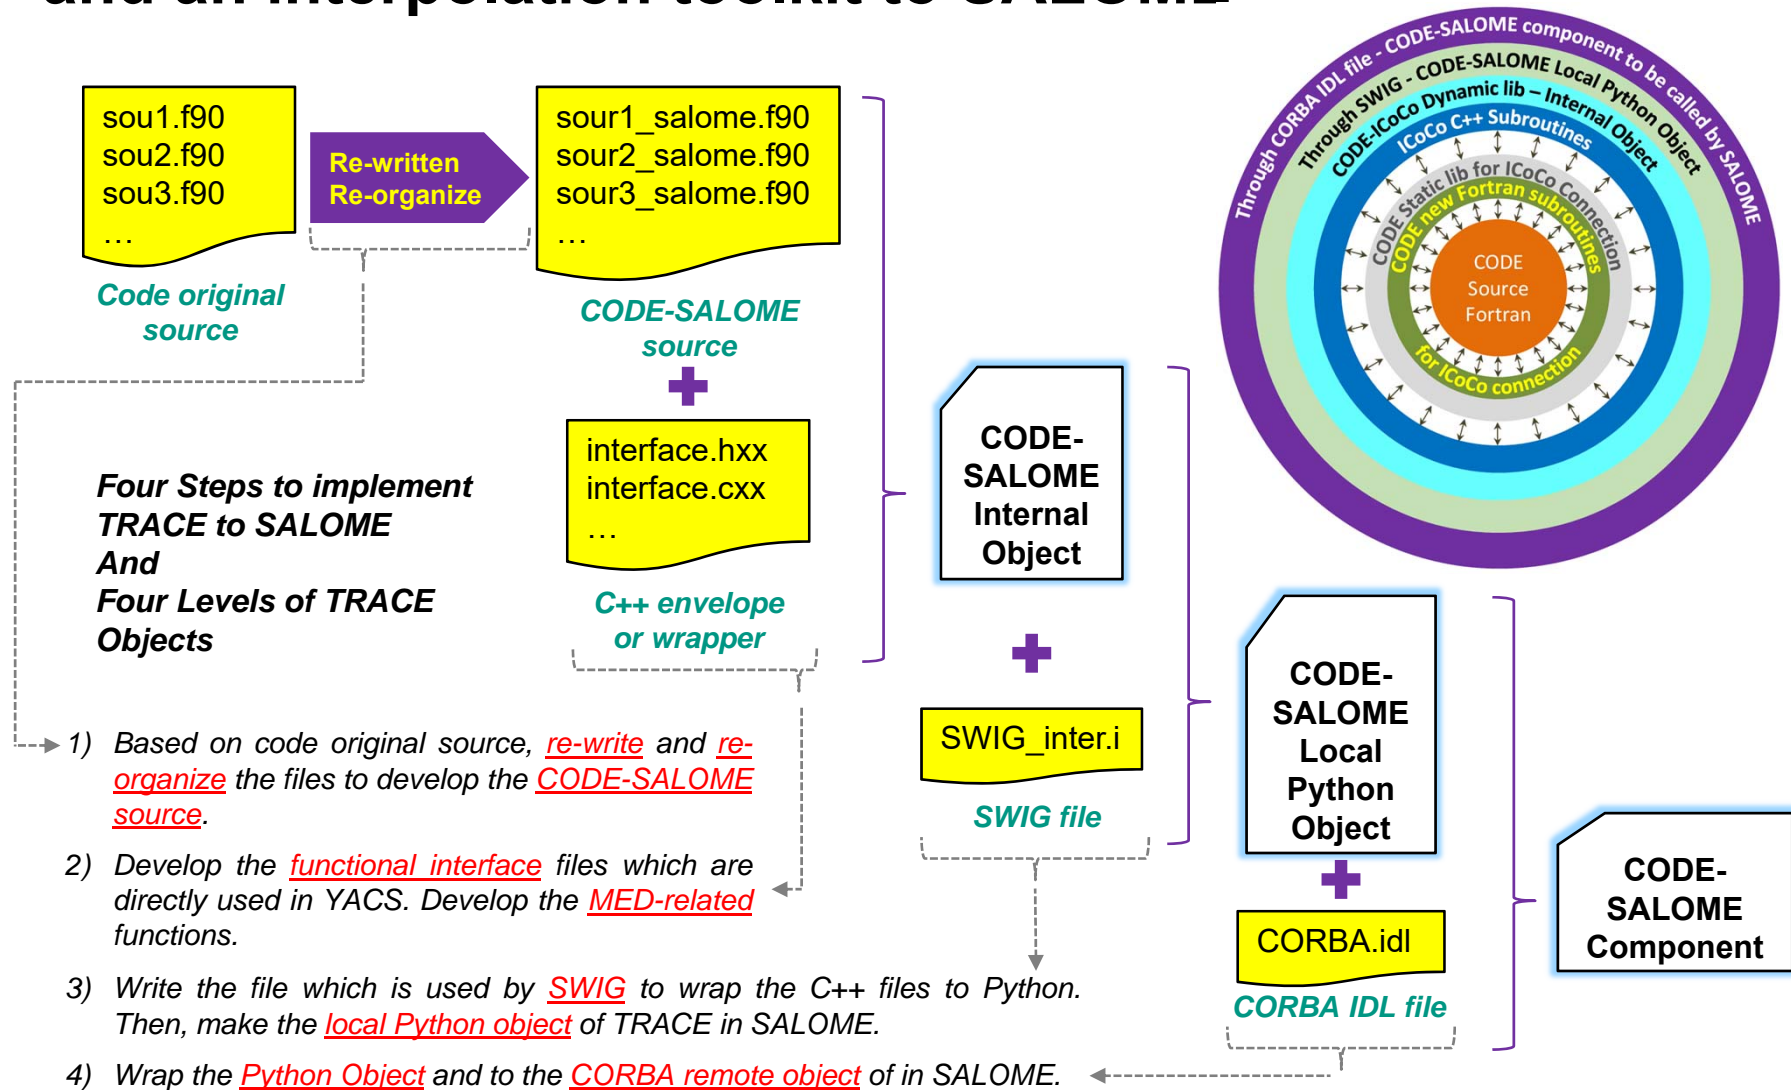 and an interpolation toolkit to SALOME
sou1.f90
sou2.f90
sou3.f90
…
Code original
source
Re-written
Re-organize
sour1_salome.f90
sour2_salome.f90
sour3_salome.f90
…
CODE-SALOME
source
interface.hxx
interface.cxx
…
C++ envelope
or wrapper
Four Steps to implement
TRACE to SALOME
And
Four Levels of TRACE
Objects
CODE-
SALOME
Internal
Object
SWIG_inter.i
SWIG file
CODE-
SALOME
Local
Python
Object
CORBA.idl
CORBA IDL file
CODE-
SALOME
Component
Through CORBA IDL file - CODE-SALOME component to be called by SALOME
Through SWIG - CODE-SALOME Local Python Object
CODE-ICoCo Dynamic lib – Internal Object
ICoCo C++ Subroutines
CODE Static lib for ICoCo Connection
CODE new Fortran subroutines
for ICoCo connection
CODE
Source
Fortran
1) Based on code original source, re-write and re-
organize the files to develop the CODE-SALOME
source.
2) Develop the functional interface files which are
directly used in YACS. Develop the MED-related
functions.
3) Write the file which is used by SWIG to wrap the C++ files to Python.
Then, make the local Python object of TRACE in SALOME.
4) Wrap the Python Object and to the CORBA remote object of in SALOME.